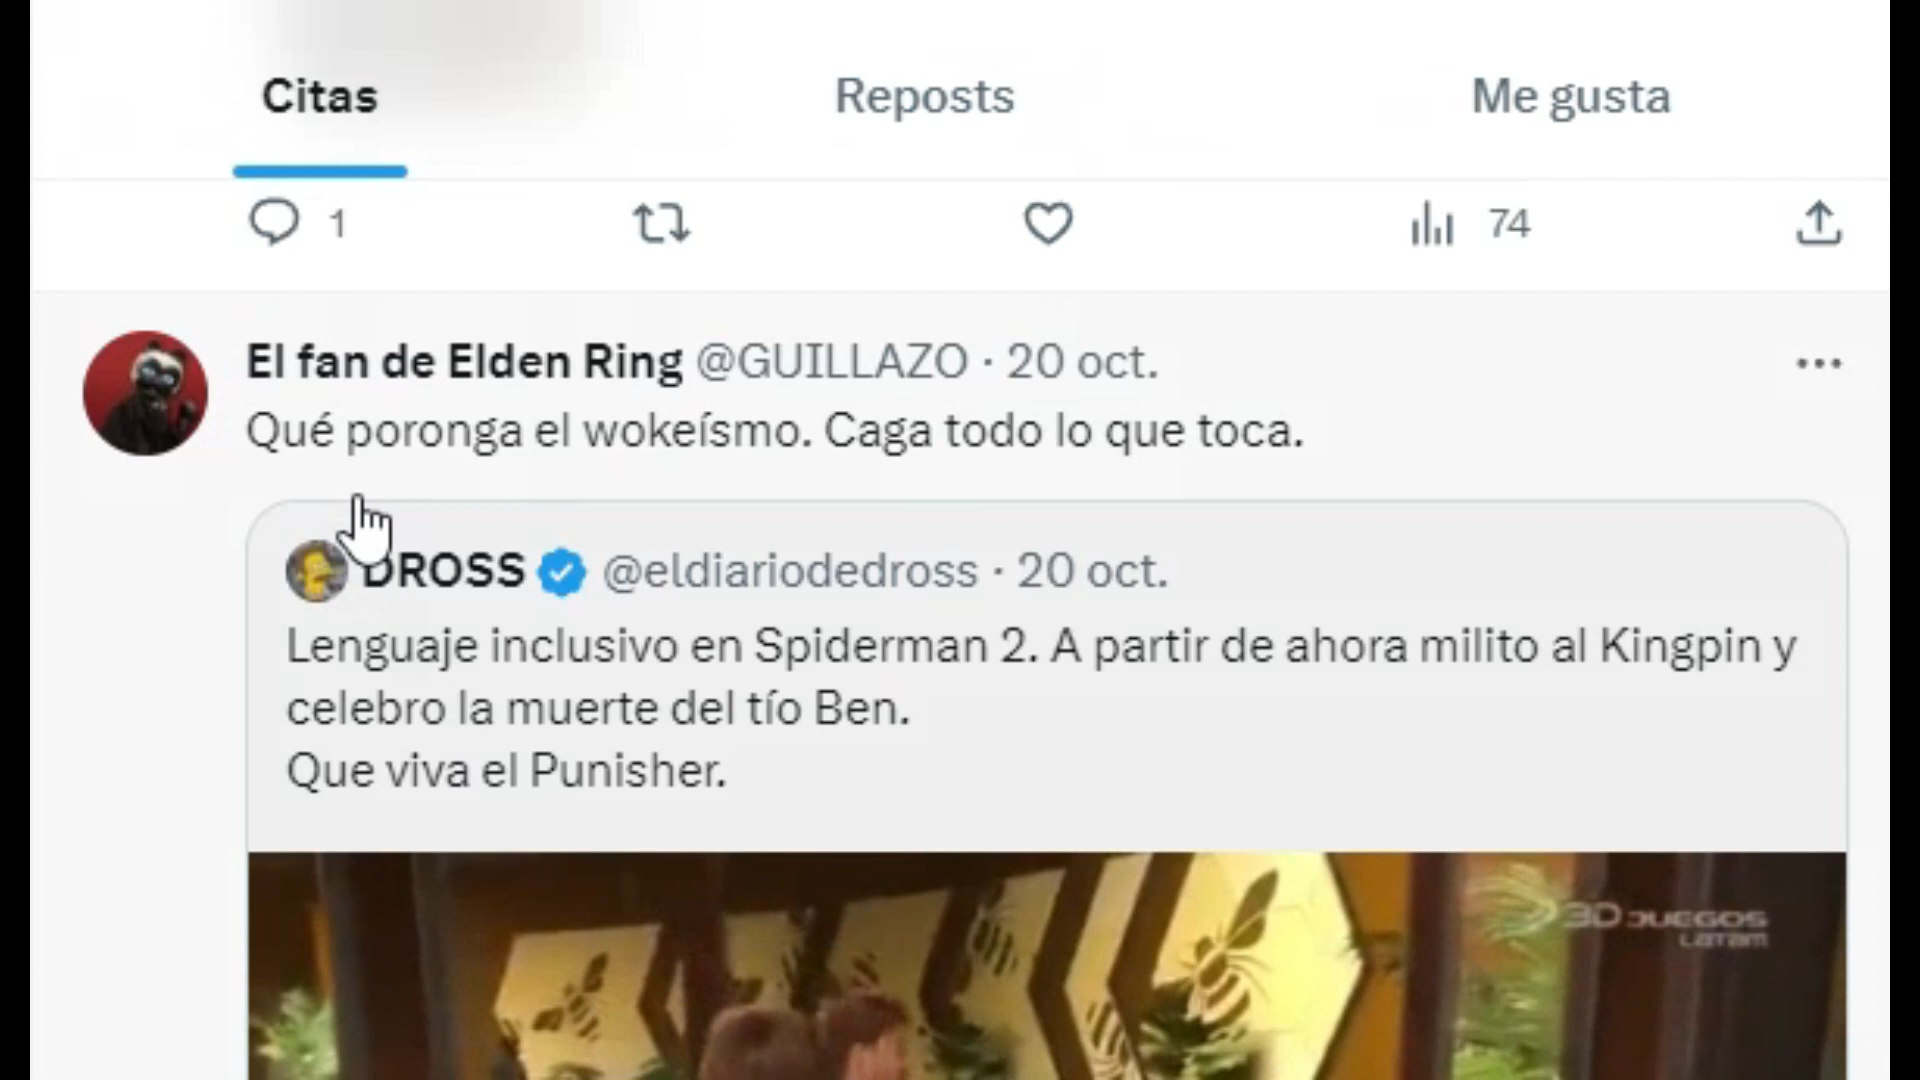 Citas Reposts Me gusta
1 74
El fan de Elden Ring @GUILLAZO · 20 oct.
Qué poronga el wokeísmo. Caga todo lo que toca.
DROSS @eldiariodedross · 20 oct.
Lenguaje inclusivo en Spiderman 2. A partir de ahora milito al Kingpin y
celebro la muerte del tío Ben.
Que viva el Punisher.
3DJUEGOS
LATAM